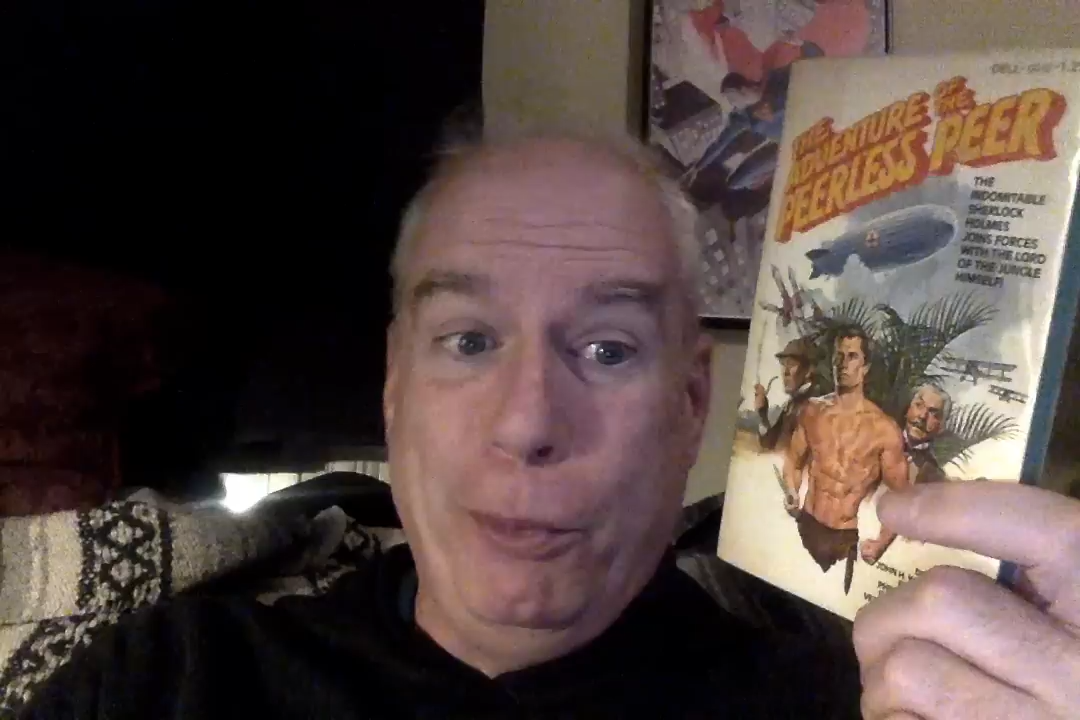 DELL
THE
ADVENTURE OF THE
PEERLESS PEER
THE
INDOMITABLE
SHERLOCK
HOLMES
JOINS FORCES
WITH THE LORD
OF THE JUNGLE
HIMSELF!
JOHN H.